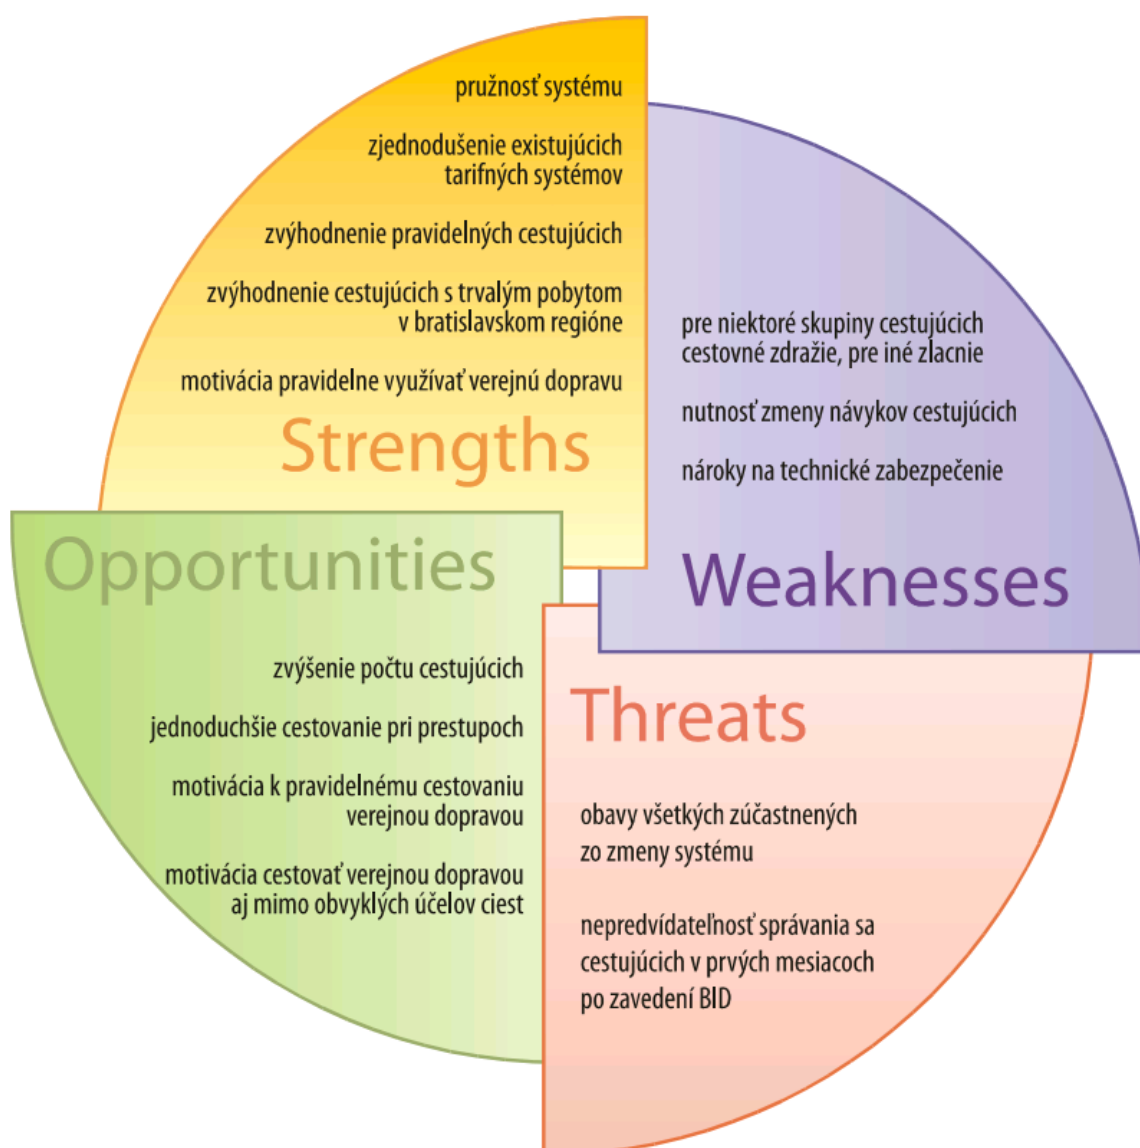 pružnosť systému
zjednodušenie existujúcich
tarifných systémov
zvýhodnenie pravidelných cestujúcich
zvýhodnenie cestujúcich s trvalým pobytom
v bratislavskom regióne
motivácia pravidelne využívať verejnú dopravu
Strengths
pre niektoré skupiny cestujúcich
cestovné zdražie, pre iné zlacnie
nutnosť zmeny návykov cestujúcich
nároky na technické zabezpečenie
Weaknesses
Opportunities
zvýšenie počtu cestujúcich
jednoduchšie cestovanie pri prestupoch
motivácia k pravidelnému cestovaniu
verejnou dopravou
motivácia cestovať verejnou dopravou
aj mimo obvyklých účelov ciest
Threats
obavy všetkých zúčastnených
zo zmeny systému
nepredvídateľnosť správania sa
cestujúcich v prvých mesiacoch
po zavedení BID